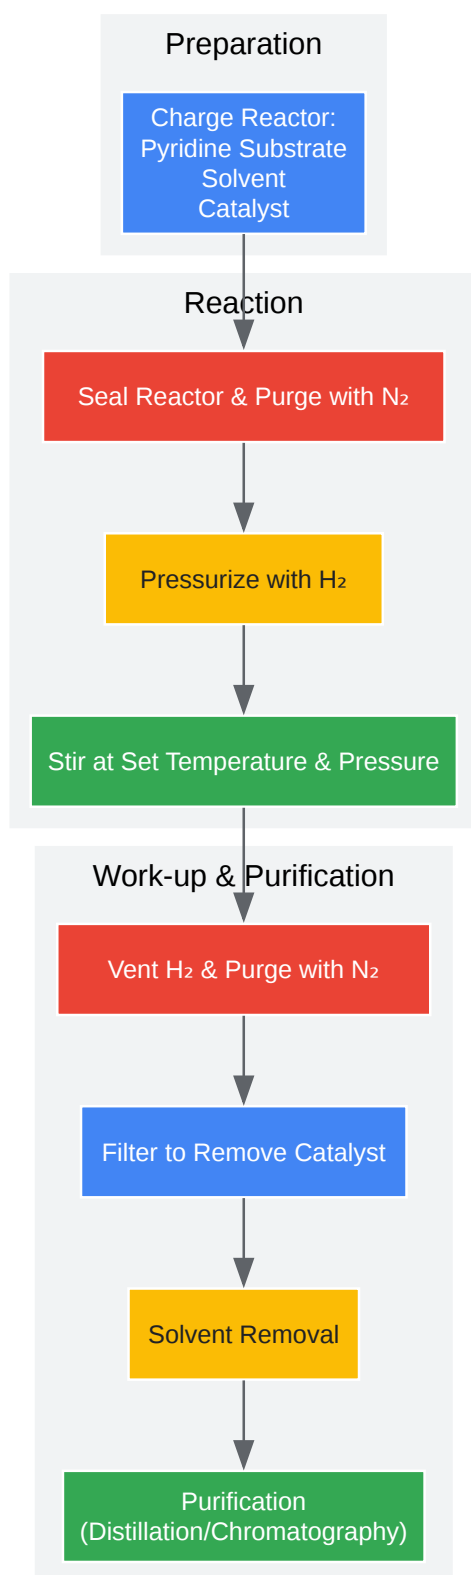 Preparation
Charge Reactor:
Pyridine Substrate
Solvent
Catalyst
Reaction
Seal Reactor & Purge with N₂
Pressurize with H₂
Stir at Set Temperature & Pressure
Work-up & Purification
Vent H₂ & Purge with N₂
Filter to Remove Catalyst
Solvent Removal
Purification
(Distillation/Chromatography)